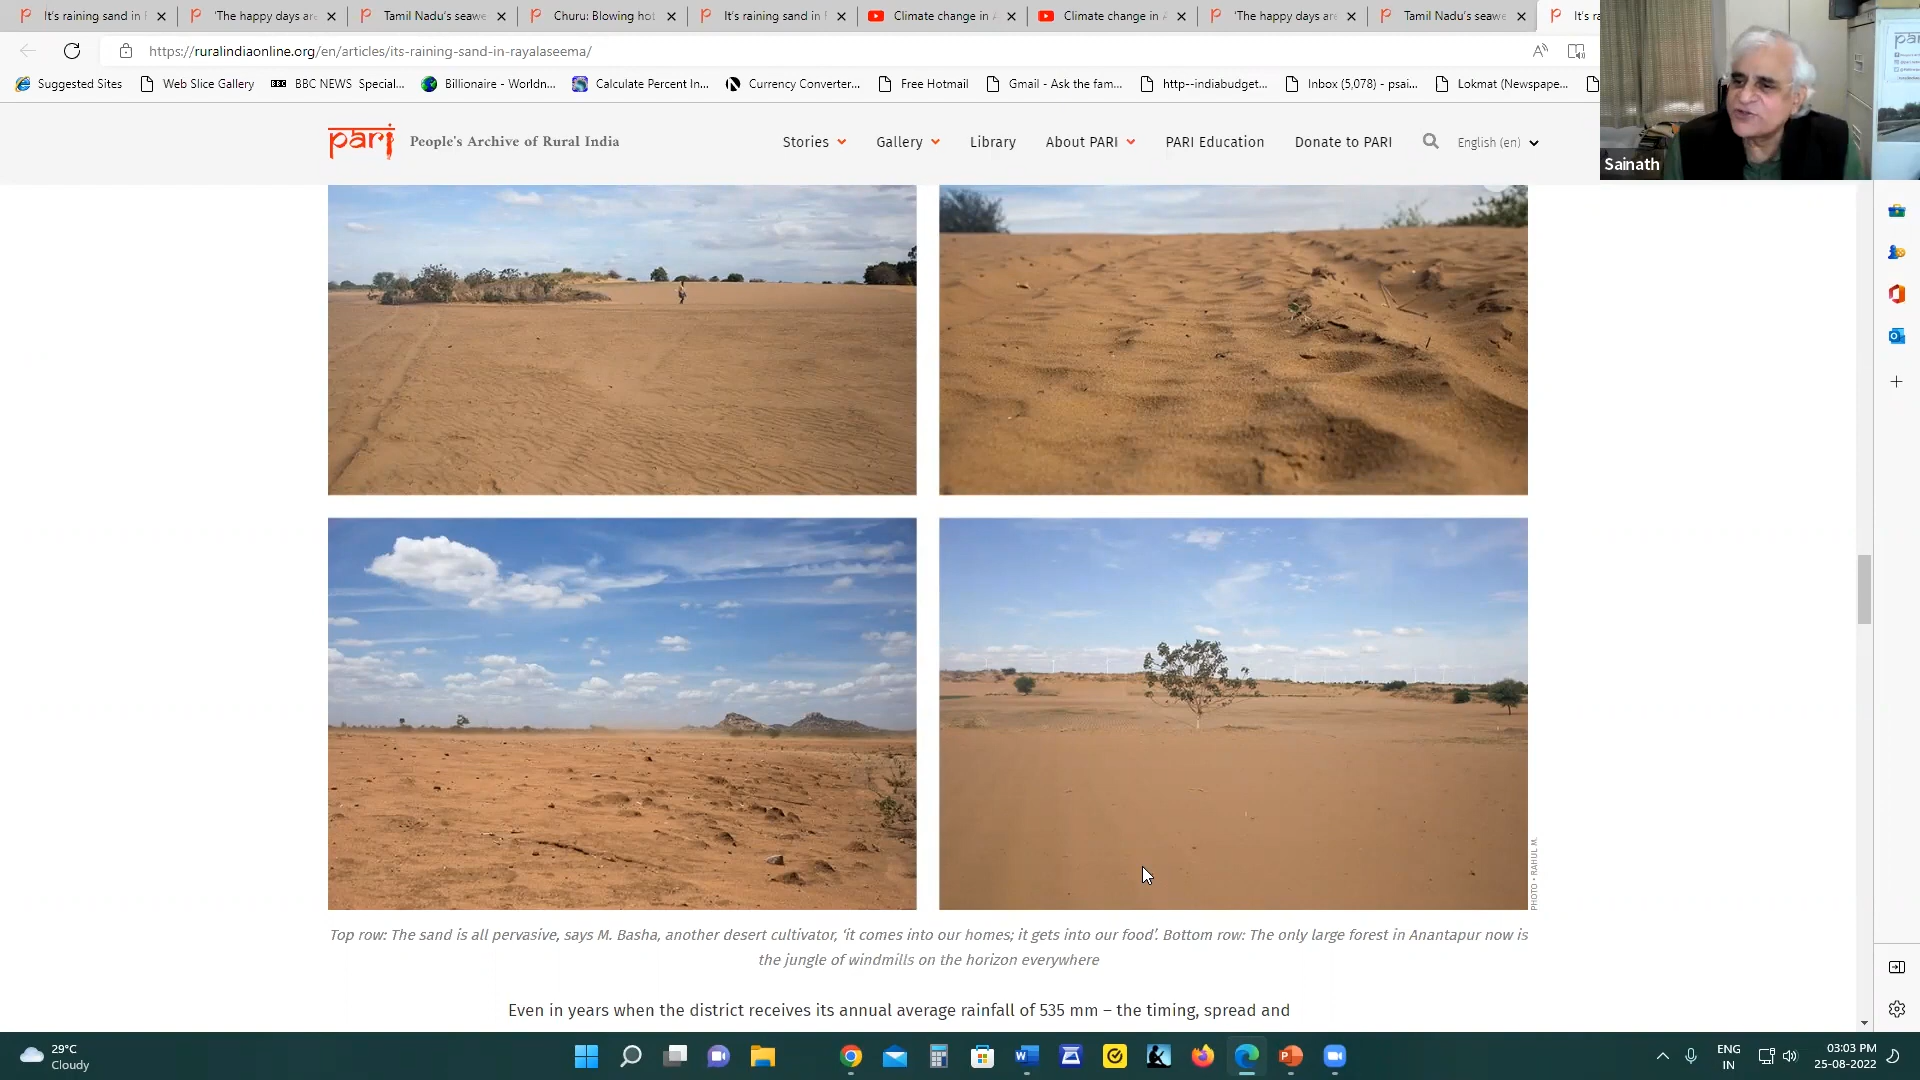 It's raining sand in
'The happy days are
Tamil Nadu's seawe
Churu: Blowing hot
It's raining sand in
Climate change in
Climate change in
'The happy days are
Tamil Nadu's seawe
It's ra
https://ruralindiaonline.org/en/articles/its-raining-sand-in-rayalaseema/
Suggested Sites
Web Slice Gallery
BBC NEWS Special...
Billionaire - Worldn...
Calculate Percent In...
Currency Converter...
Free Hotmail
Gmail - Ask the fam...
http--indiabudget...
Inbox (5,078) - psai...
Lokmat (Newspape...
Sainath
pari
People's Archive of Rural India
Stories
Gallery
Library
About PARI
PARI Education
Donate to PARI
English (en)
PHOTO • RAHUL M.
Top row: The sand is all pervasive, says M. Basha, another desert cultivator, 'it comes into our homes; it gets into our food'. Bottom row: The only large forest in Anantapur now is
the jungle of windmills on the horizon everywhere
Even in years when the district receives its annual average rainfall of 535 mm – the timing, spread and
29°C
Cloudy
ENG
IN
03:03 PM
25-08-2022